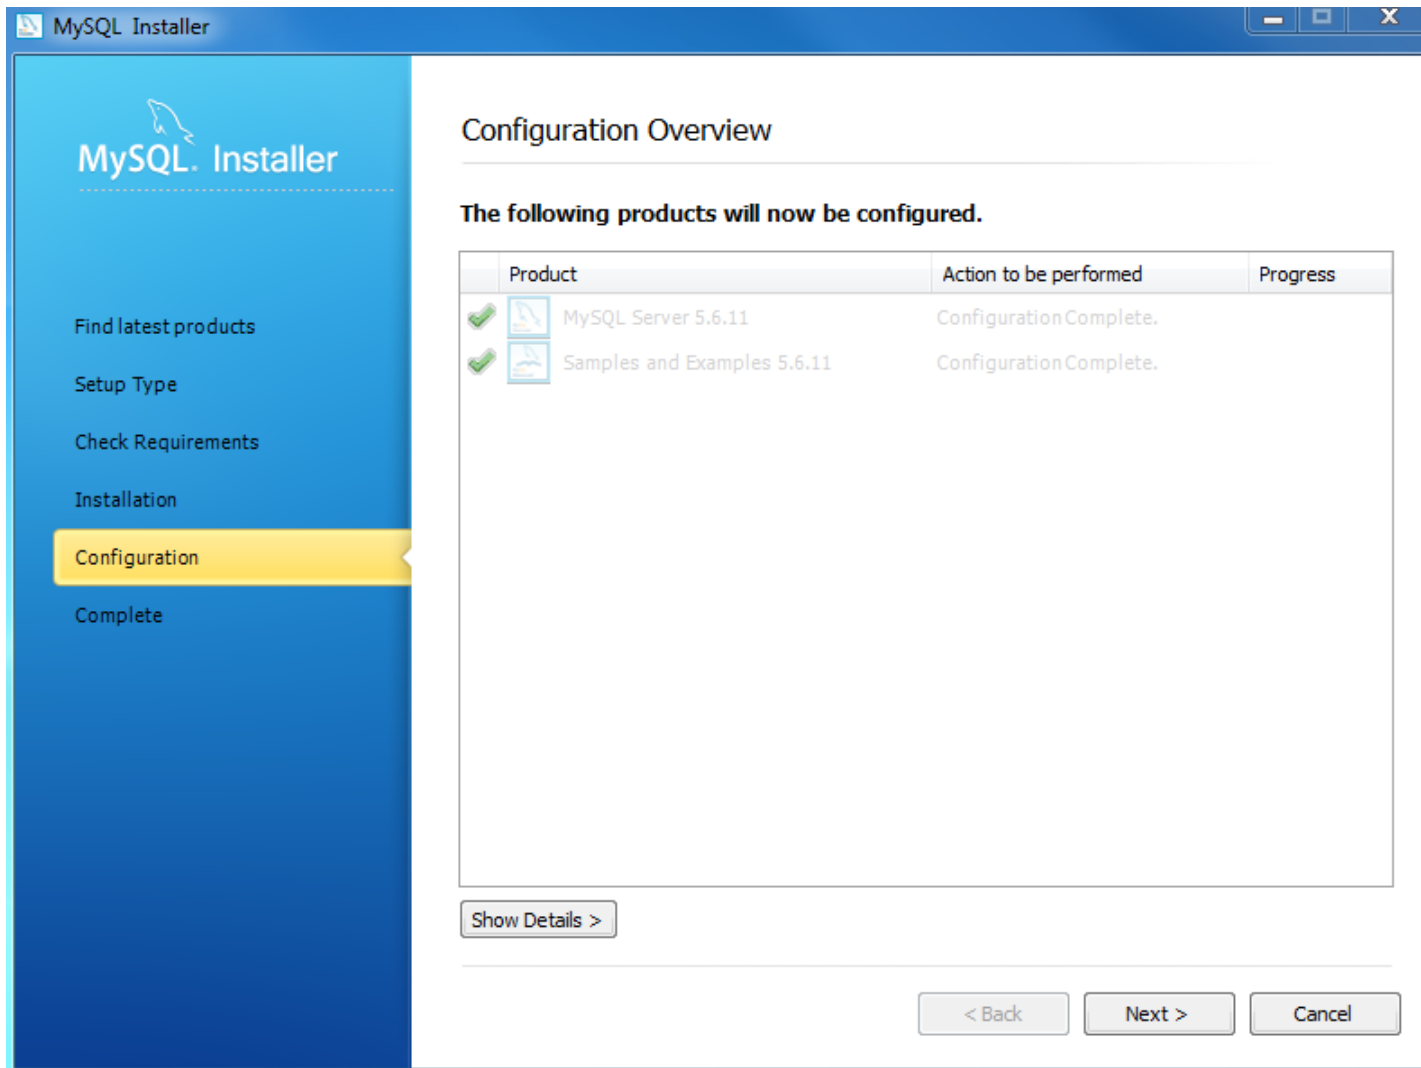 MySQL Installer
MySQL. Installer
Find latest products
Setup Type
Check Requirements
Installation
Configuration
Complete
Configuration Overview
The following products will now be configured.
Product Action to be performed Progress
MySQL Server 5.6.11 Configuration Complete.
Samples and Examples 5.6.11 Configuration Complete.
Show Details >
< Back Next > Cancel